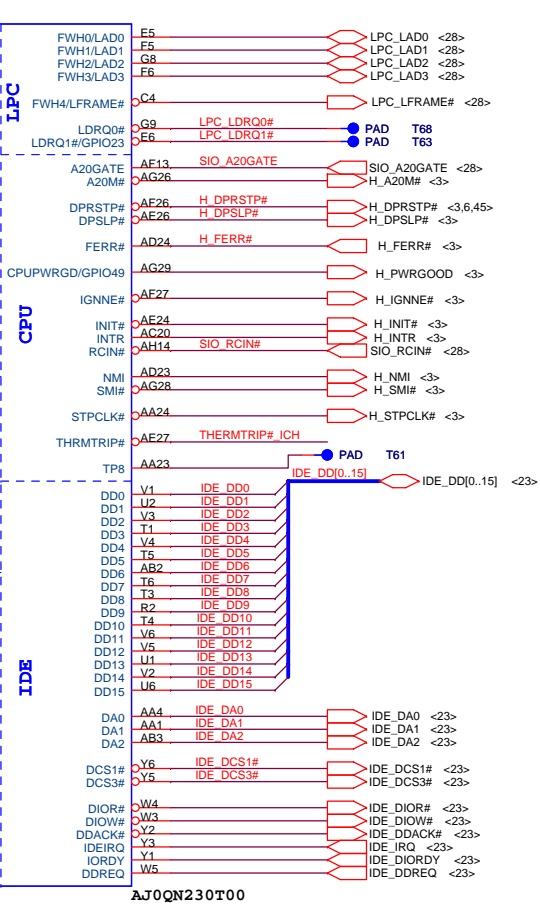 LPC
FWH0/LAD0 E5 LPC_LAD0 <28>
FWH1/LAD1 F5 LPC_LAD1 <28>
FWH2/LAD2 G8 LPC_LAD2 <28>
FWH3/LAD3 F6 LPC_LAD3 <28>
FWH4/LFRAME# C4 LPC_LFRAME# <28>
LDRQ0# G9 LPC_LDRQ0# PAD T68
LDRQ1#/GPIO23 E6 LPC_LDRQ1# PAD T63
CPU
A20GATE AF13 SIO_A20GATE SIO_A20GATE <28>
A20M# AG26 H_A20M# <3>
DPRSTP# AF26 H_DPRSTP# H_DPRSTP# <3,6,45>
DPSLP# AE26 H_DPSLP# H_DPSLP# <3>
FERR# AD24 H_FERR# H_FERR# <3>
CPUPWRGD/GPIO49 AG29 H_PWRGOOD <3>
IGNNE# AF27 H_IGNNE# <3>
INIT# AE24 H_INIT# <3>
INTR AC20 H_INTR <3>
RCIN# AH14 SIO_RCIN# SIO_RCIN# <28>
NMI AD23 H_NMI <3>
SMI# AG28 H_SMI# <3>
STPCLK# AA24 H_STPCLK# <3>
THRMTRIP# AE27 THERMTRIP#_ICH
TP8 AA23 PAD T61
IDE
IDE_DD[0..15] IDE_DD[0..15] <23>
DD0 V1 IDE_DD0
DD1 U2 IDE_DD1
DD2 V3 IDE_DD2
DD3 T1 IDE_DD3
DD4 V4 IDE_DD4
DD5 T5 IDE_DD5
DD6 AB2 IDE_DD6
DD7 T6 IDE_DD7
DD8 T3 IDE_DD8
DD9 R2 IDE_DD9
DD10 T4 IDE_DD10
DD11 V6 IDE_DD11
DD12 V5 IDE_DD12
DD13 U1 IDE_DD13
DD14 V2 IDE_DD14
DD15 U6 IDE_DD15
DA0 AA4 IDE_DA0 IDE_DA0 <23>
DA1 AA1 IDE_DA1 IDE_DA1 <23>
DA2 AB3 IDE_DA2 IDE_DA2 <23>
DCS1# Y6 IDE_DCS1# IDE_DCS1# <23>
DCS3# Y5 IDE_DCS3# IDE_DCS3# <23>
DIOR# W4 IDE_DIOR# <23>
DIOW# W3 IDE_DIOW# <23>
DDACK# Y2 IDE_DDACK# <23>
IDEIRQ Y3 IDE_IRQ <23>
IORDY Y1 IDE_DIORDY <23>
DDREQ W5 IDE_DDREQ <23>
AJ0QN230T00